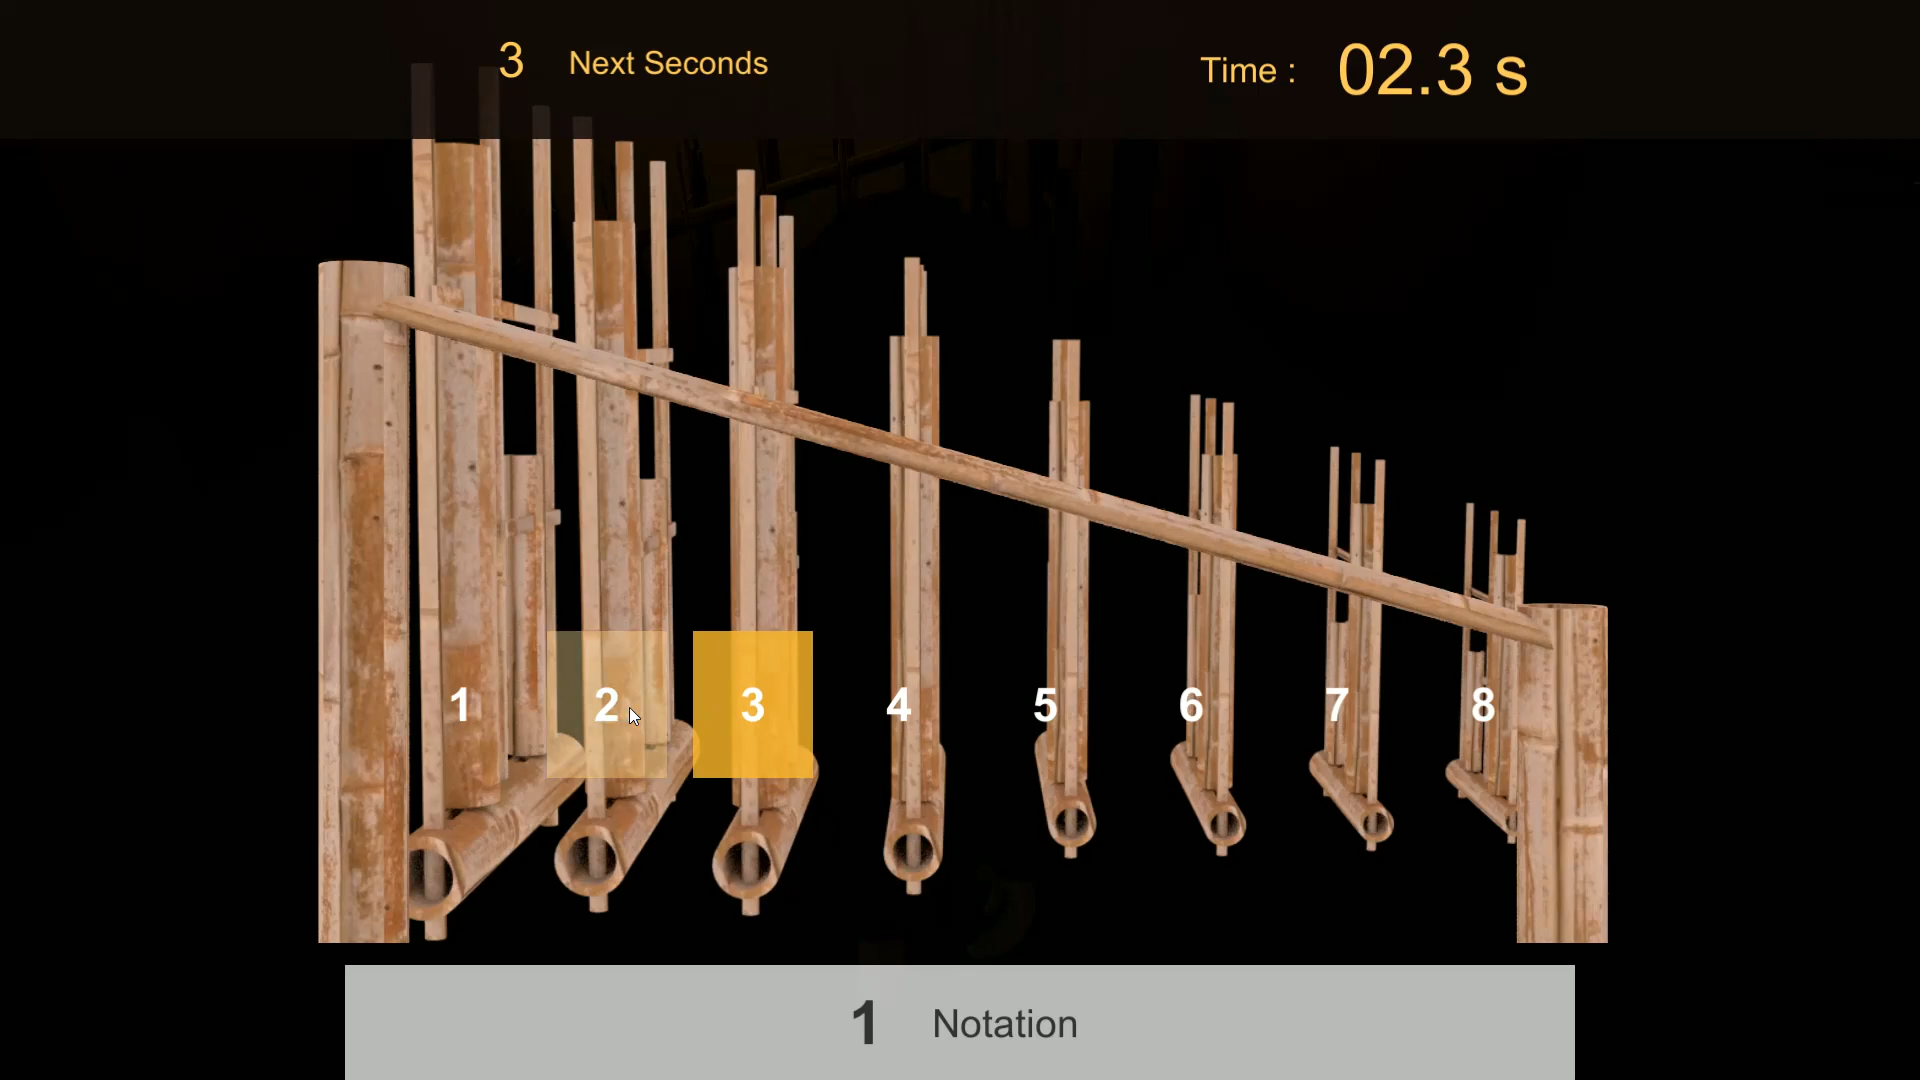 3 Next Seconds
Time : 02.3 s
1 2 3 4 5 6 7 8
1 Notation